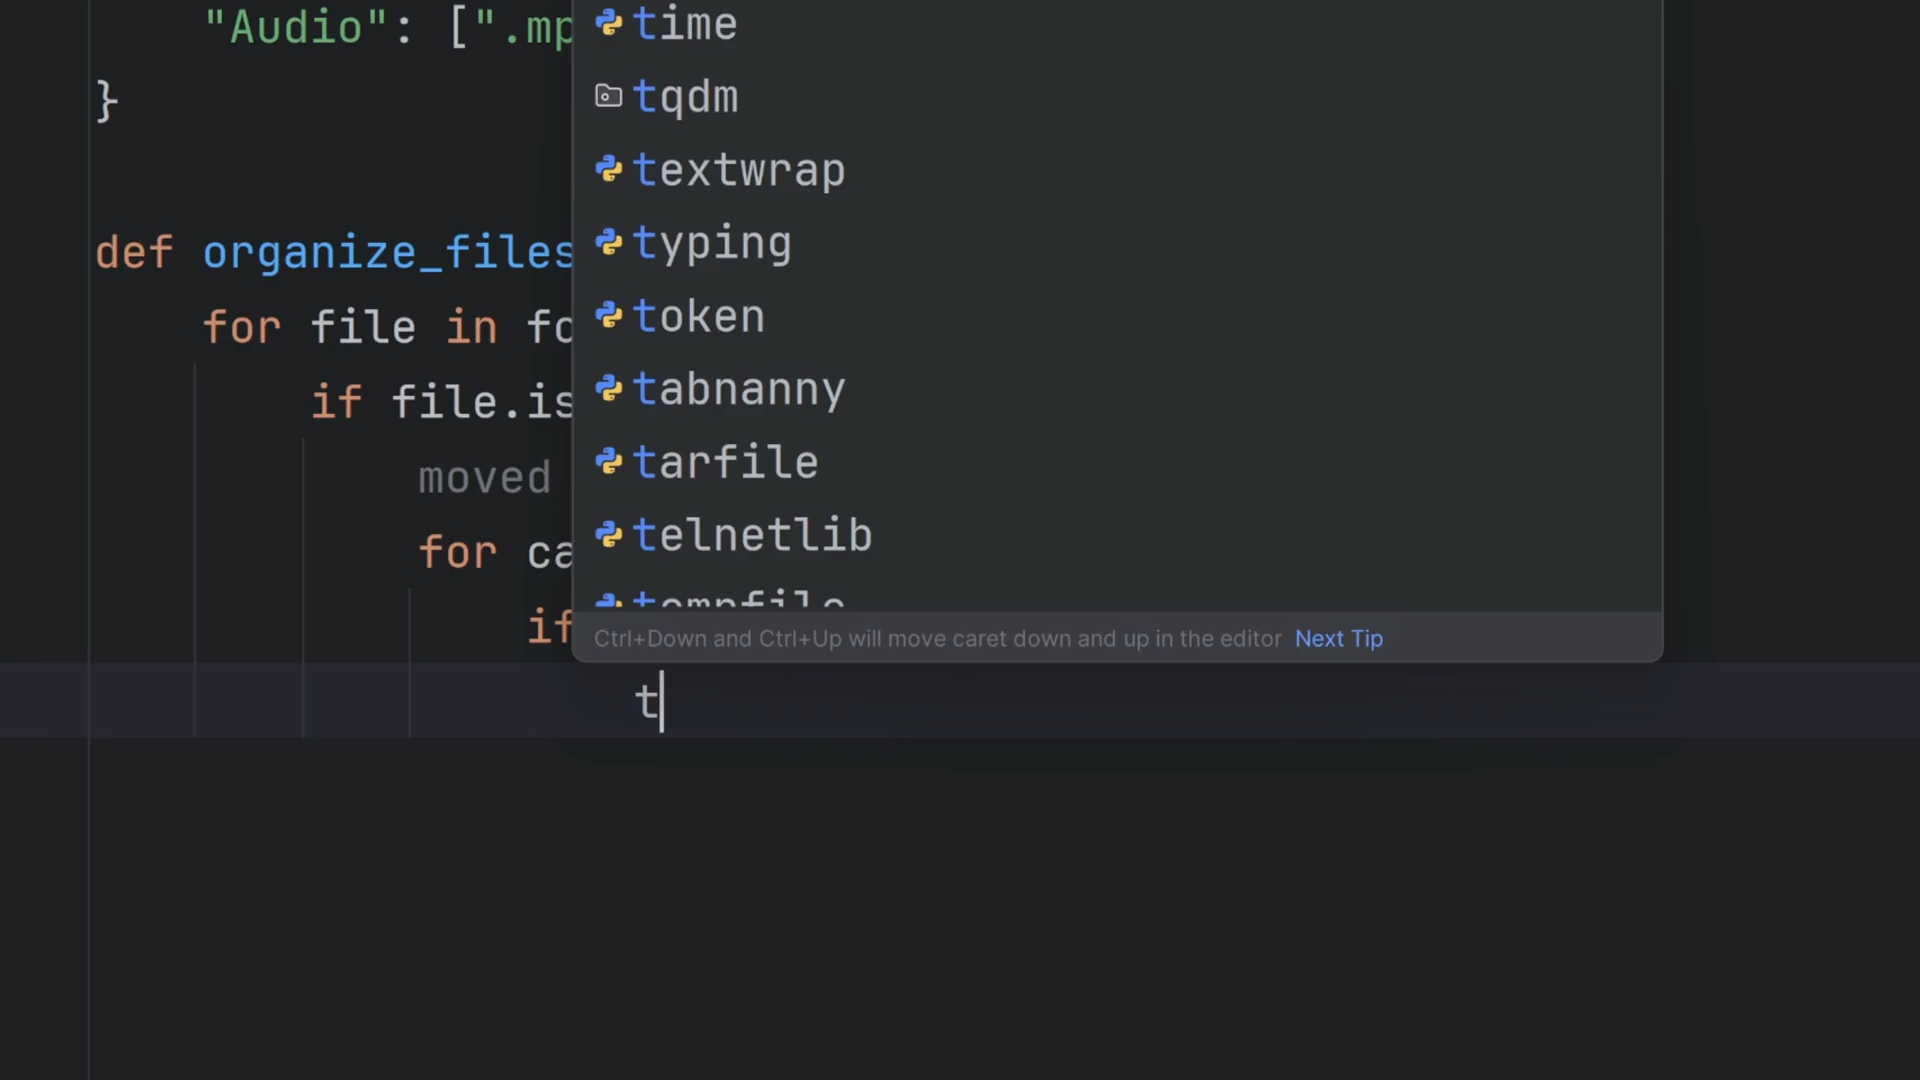 "Audio": [".mp
}
def organize_files
for file in fo
if file.is
moved
for ca
if
t
time
tqdm
textwrap
typing
token
tabnanny
tarfile
telnetlib
tempfile
Ctrl+Down and Ctrl+Up will move caret down and up in the editor Next Tip